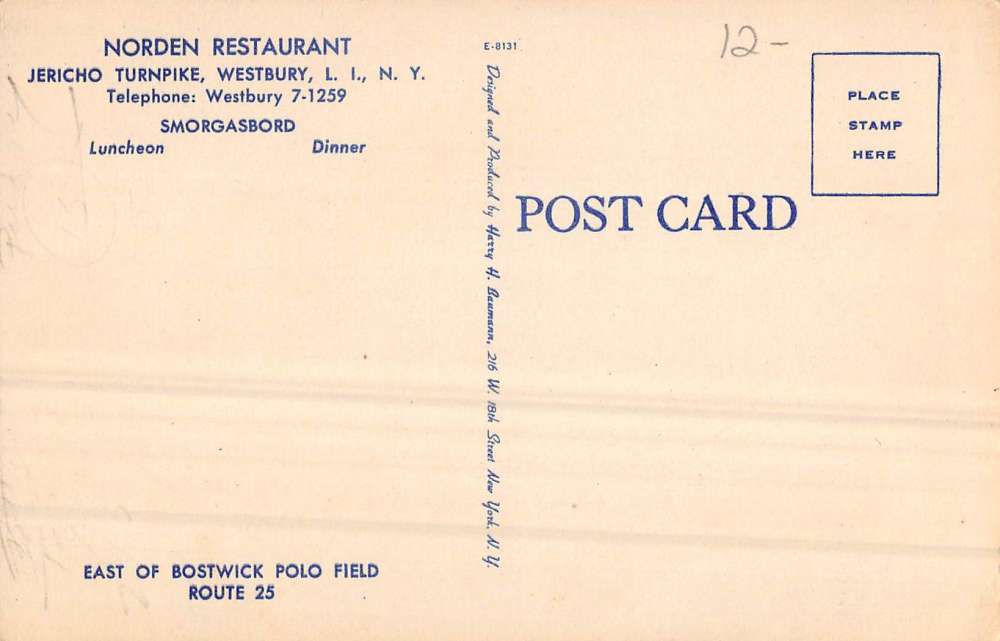 NORDEN RESTAURANT
JERICHO TURNPIKE, WESTBURY, L. I., N. Y.
Telephone: Westbury 7-1259
SMORGASBORD
Luncheon Dinner
EAST OF BOSTWICK POLO FIELD
ROUTE 25
E-8131
Designed and Produced by Harry H. Baumann, 216 W. 18th Street New York, N. Y.
12-
POST CARD
PLACE
STAMP
HERE